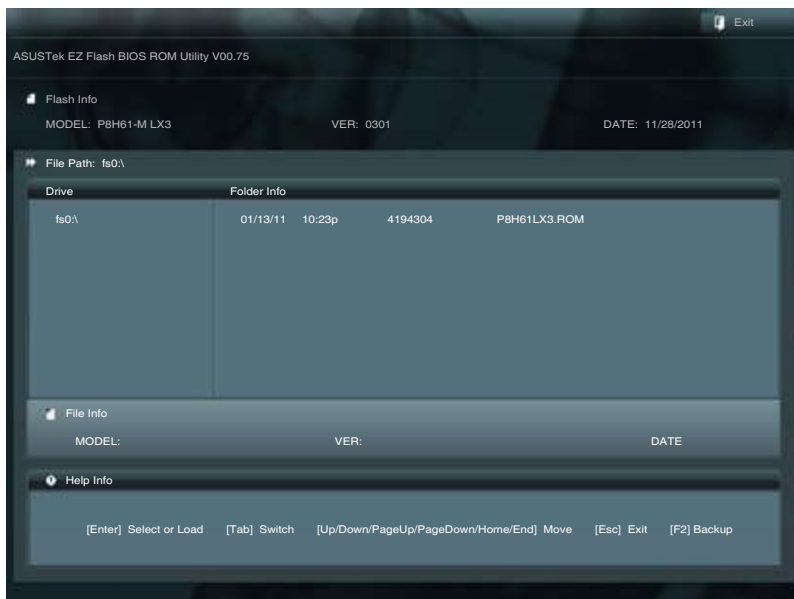 Exit
ASUSTek EZ Flash BIOS ROM Utility V00.75
Flash Info
MODEL: P8H61-M LX3 VER: 0301 DATE: 11/28/2011
File Path: fs0:\
Drive Folder Info
fs0:\ 01/13/11 10:23p 4194304 P8H61LX3.ROM
File Info
MODEL: VER: DATE
Help Info
[Enter] Select or Load [Tab] Switch [Up/Down/PageUp/PageDown/Home/End] Move [Esc] Exit [F2] Backup